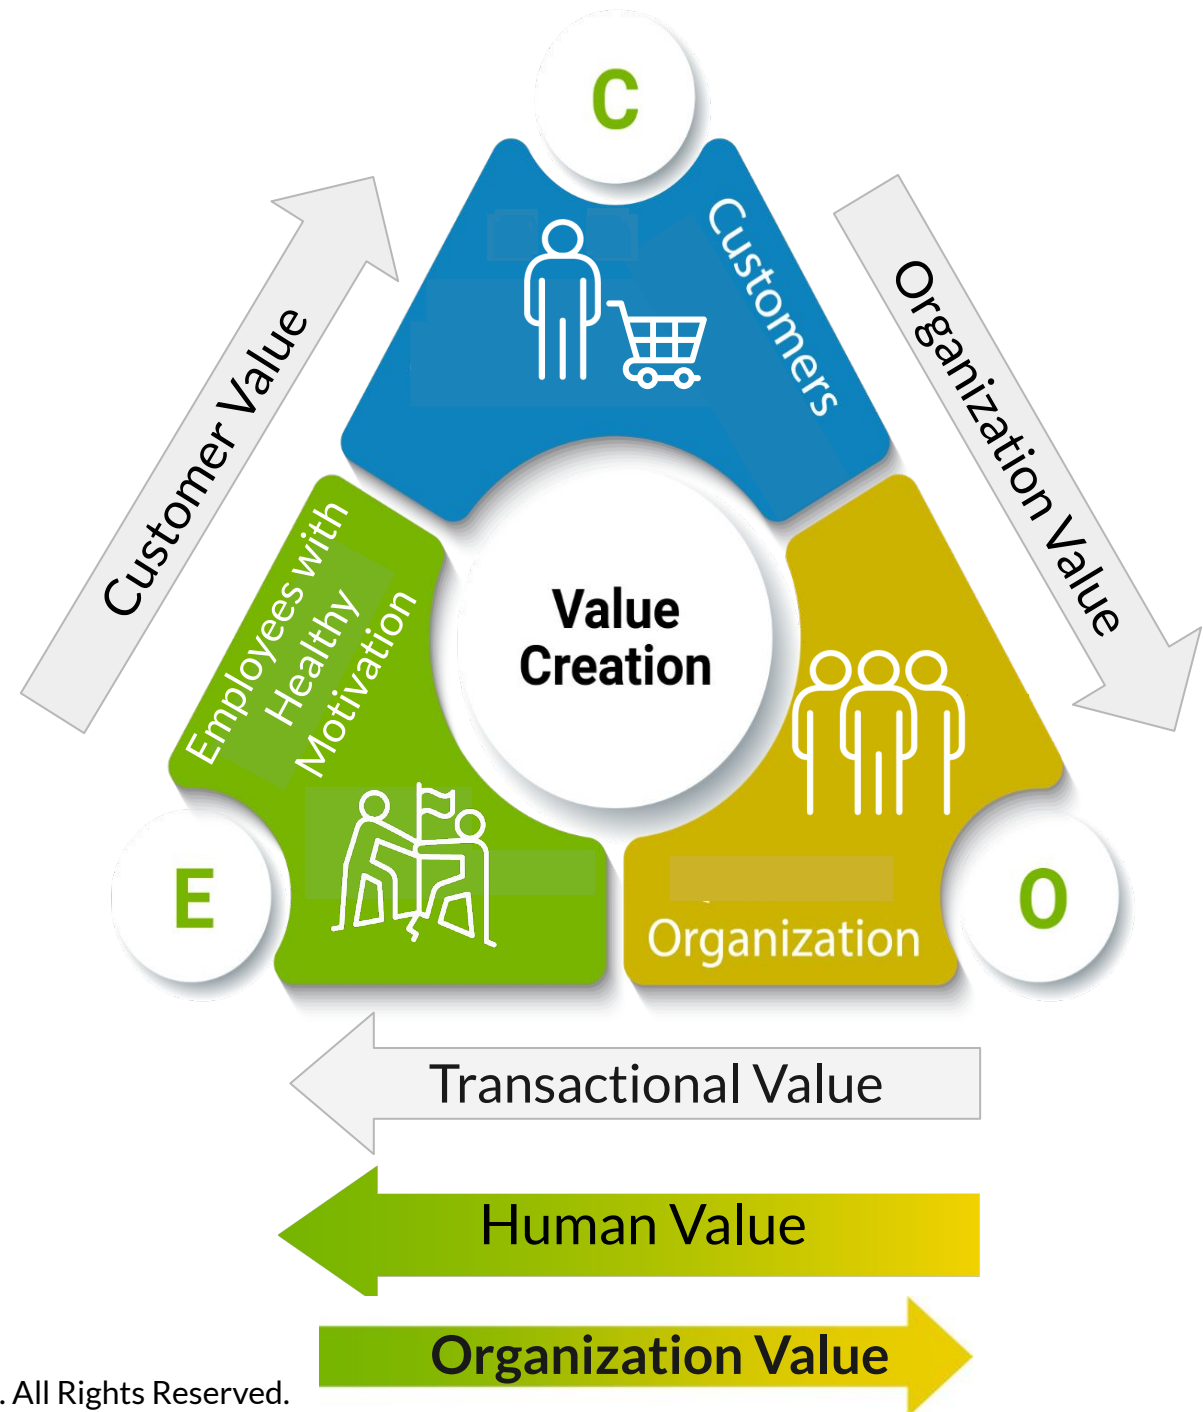 C
Customers
Customer Value
Organization Value
Employees with
Healthy
Motivation
Value
Creation
E
O
Organization
Transactional Value
Human Value
Organization Value
. All Rights Reserved.